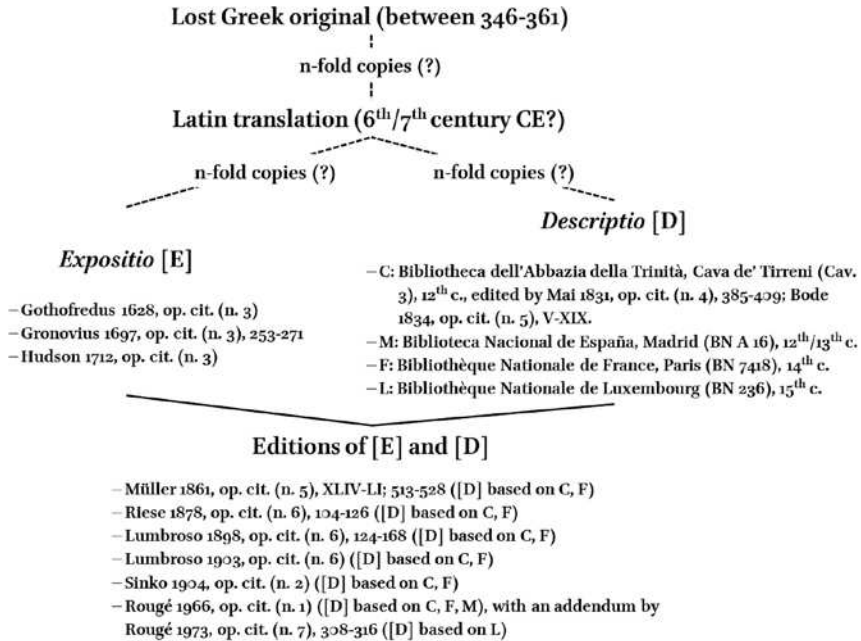 Lost Greek original (between 346-361)
n-fold copies (?)
Latin translation (6th/7th century CE?)
n-fold copies (?)
n-fold copies (?)
Expositio [E]
– Gothofredus 1628, op. cit. (n. 3)
– Gronovius 1697, op. cit. (n. 3), 253-271
– Hudson 1712, op. cit. (n. 3)
Descriptio [D]
– C: Bibliotheca dell'Abbazia della Trinità, Cava de' Tirreni (Cav.
3), 12th c., edited by Mai 1831, op. cit. (n. 4), 385-409; Bode
1834, op. cit. (n. 5), V-XIX.
– M: Biblioteca Nacional de España, Madrid (BN A 16), 12th/13th c.
– F: Bibliothèque Nationale de France, Paris (BN 7418), 14th c.
– L: Bibliothèque Nationale de Luxembourg (BN 236), 15th c.
Editions of [E] and [D]
– Müller 1861, op. cit. (n. 5), XLIV-LI; 513-528 ([D] based on C, F)
– Riese 1878, op. cit. (n. 6), 104-126 ([D] based on C, F)
– Lumbroso 1898, op. cit. (n. 6), 124-168 ([D] based on C, F)
– Lumbroso 1903, op. cit. (n. 6) ([D] based on C, F)
– Sinko 1904, op. cit. (n. 2) ([D] based on C, F)
– Rougé 1966, op. cit. (n. 1) ([D] based on C, F, M), with an addendum by
Rougé 1973, op. cit. (n. 7), 308-316 ([D] based on L)